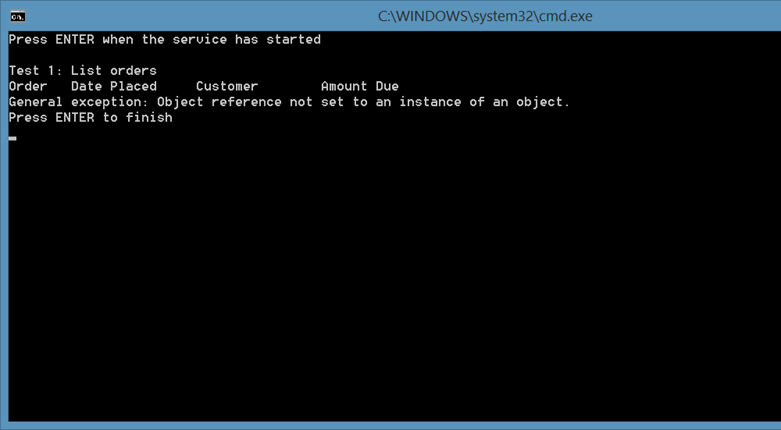 C:\WINDOWS\system32\cmd.exe
Press ENTER when the service has started
Test 1: List orders
Order Date Placed Customer Amount Due
General exception: Object reference not set to an instance of an object.
Press ENTER to finish